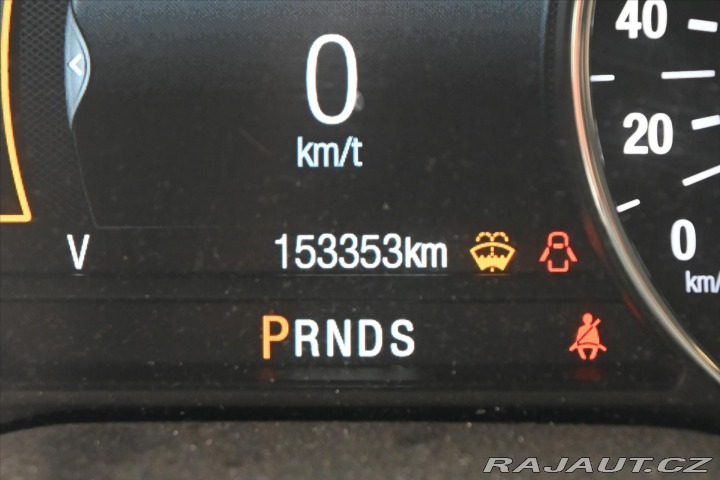 0
km/t
40
20
0
km/
V
153353km
PRNDS
RAJAUT.CZ